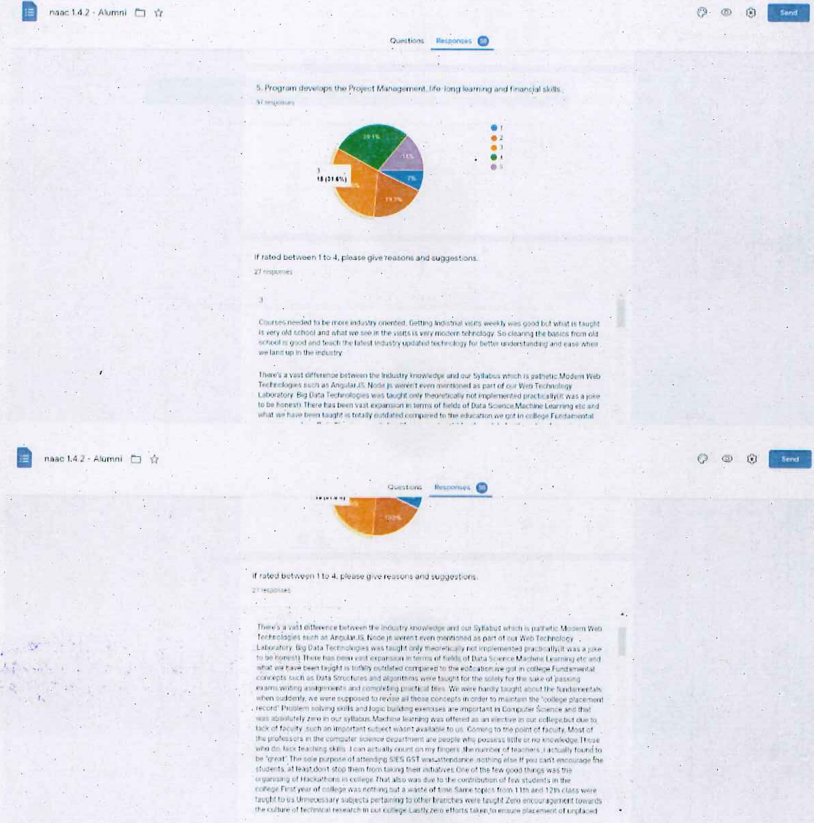 naac 1.4.2 - Alumni
Send
Questions Responses 58
5. Program develops the Project Management, life-long learning and financial skills.
57 responses
1
2
3
4
5
28.1%
14%
7%
19.3%
3
18 (31.6%)
If rated between 1 to 4, please give reasons and suggestions.
27 responses
3
Courses needed to be more industry oriented. Getting Industrial visits weekly was good but what is taught
is very old school and what we see in the visits is very modern tehnology. So clearing the basics from old
school is good and teach the latest industry updated technology for better understanding and ease when
we land up in the industry
There's a vast difference between the Industry knowledge and our Syllabus which is pathetic Modern Web
Technologies such as AngularJS, Node js weren't even mentioned as part of our Web Technology
Laboratory. Big Data Technologies was taught only theoretically not implemented practically,it was a joke
to be honest! There has been vast expansion in terms of fields of Data Science,Machine Learning etc and
what we have been taught is totally outdated compared to the education we got in college Fundamental
naac 1.4.2 - Alumni
Send
Questions Responses 58
If rated between 1 to 4, please give reasons and suggestions.
27 responses
There's a vast difference between the Industry knowledge and our Syllabus which is pathetic Modern Web
Technologies such as AngularJS, Node js weren't even mentioned as part of our Web Technology
Laboratory. Big Data Technologies was taught only theoretically not implemented practically,it was a joke
to be honest! There has been vast expansion in terms of fields of Data Science Machine Learning etc and
what we have been taught is totally outdated compared to the education we got in college Fundamental
concepts such as Data Structures and algorithms were taught for the solely for the sake of passing
exams writing assignments and completing practical files. We were hardly taught about the fundamentals
when suddenly, we were supposed to revise all those concepts in order to maintain the "college placement
record" Problem solving skills and logic building exercises are important in Computer Science and that
was absolutely zero in our syllabus.Machine learning was offered as an elective in our college,but due to
lack of faculty ,such an important subject wasn't available to us. Coming to the point of faculty, Most of
the professors in the computer science department are people who possess little or no knowledge.Those
who do, lack teaching skills. I can actually count on my fingers ,the number of teachers, i actually found to
be "great". The sole purpose of attending SIES GST was attendance ,nothing else If you can't encourage the
students, at least,don't stop them from taking their initiatives.One of the few good things was the
organising of Hackathons in college That also was due to the contribution of few students in the
college First year of college was nothing but a waste of time.Same topics from 11th and 12th class were
taught to us Unnecessary subjects pertaining to other branches were taught Zero encouragement towards
the culture of technical research in our college.Lastly,zero efforts taken,to ensure placement of unplaced